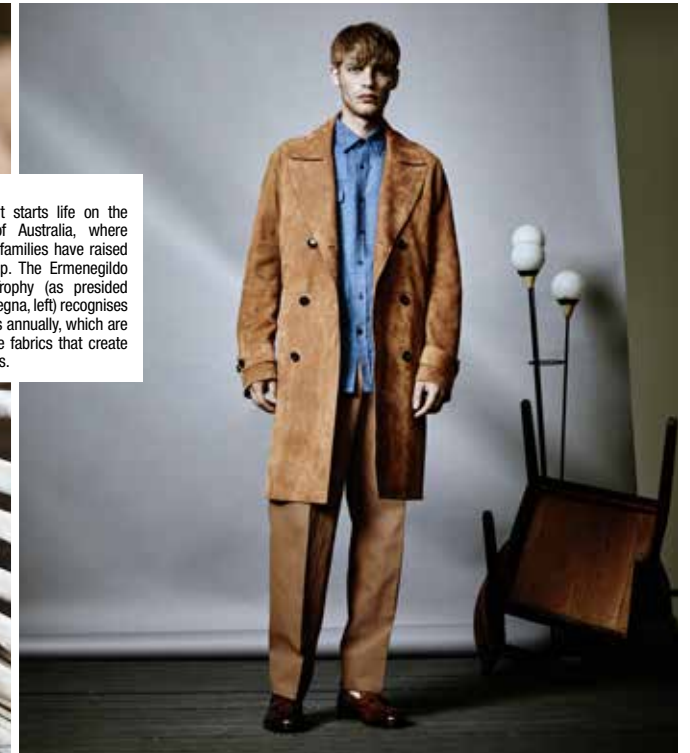 t starts life on the
of Australia, where
families have raised
p. The Ermenegildo
rophy (as presided
egna, left) recognises
s annually, which are
e fabrics that create
s.